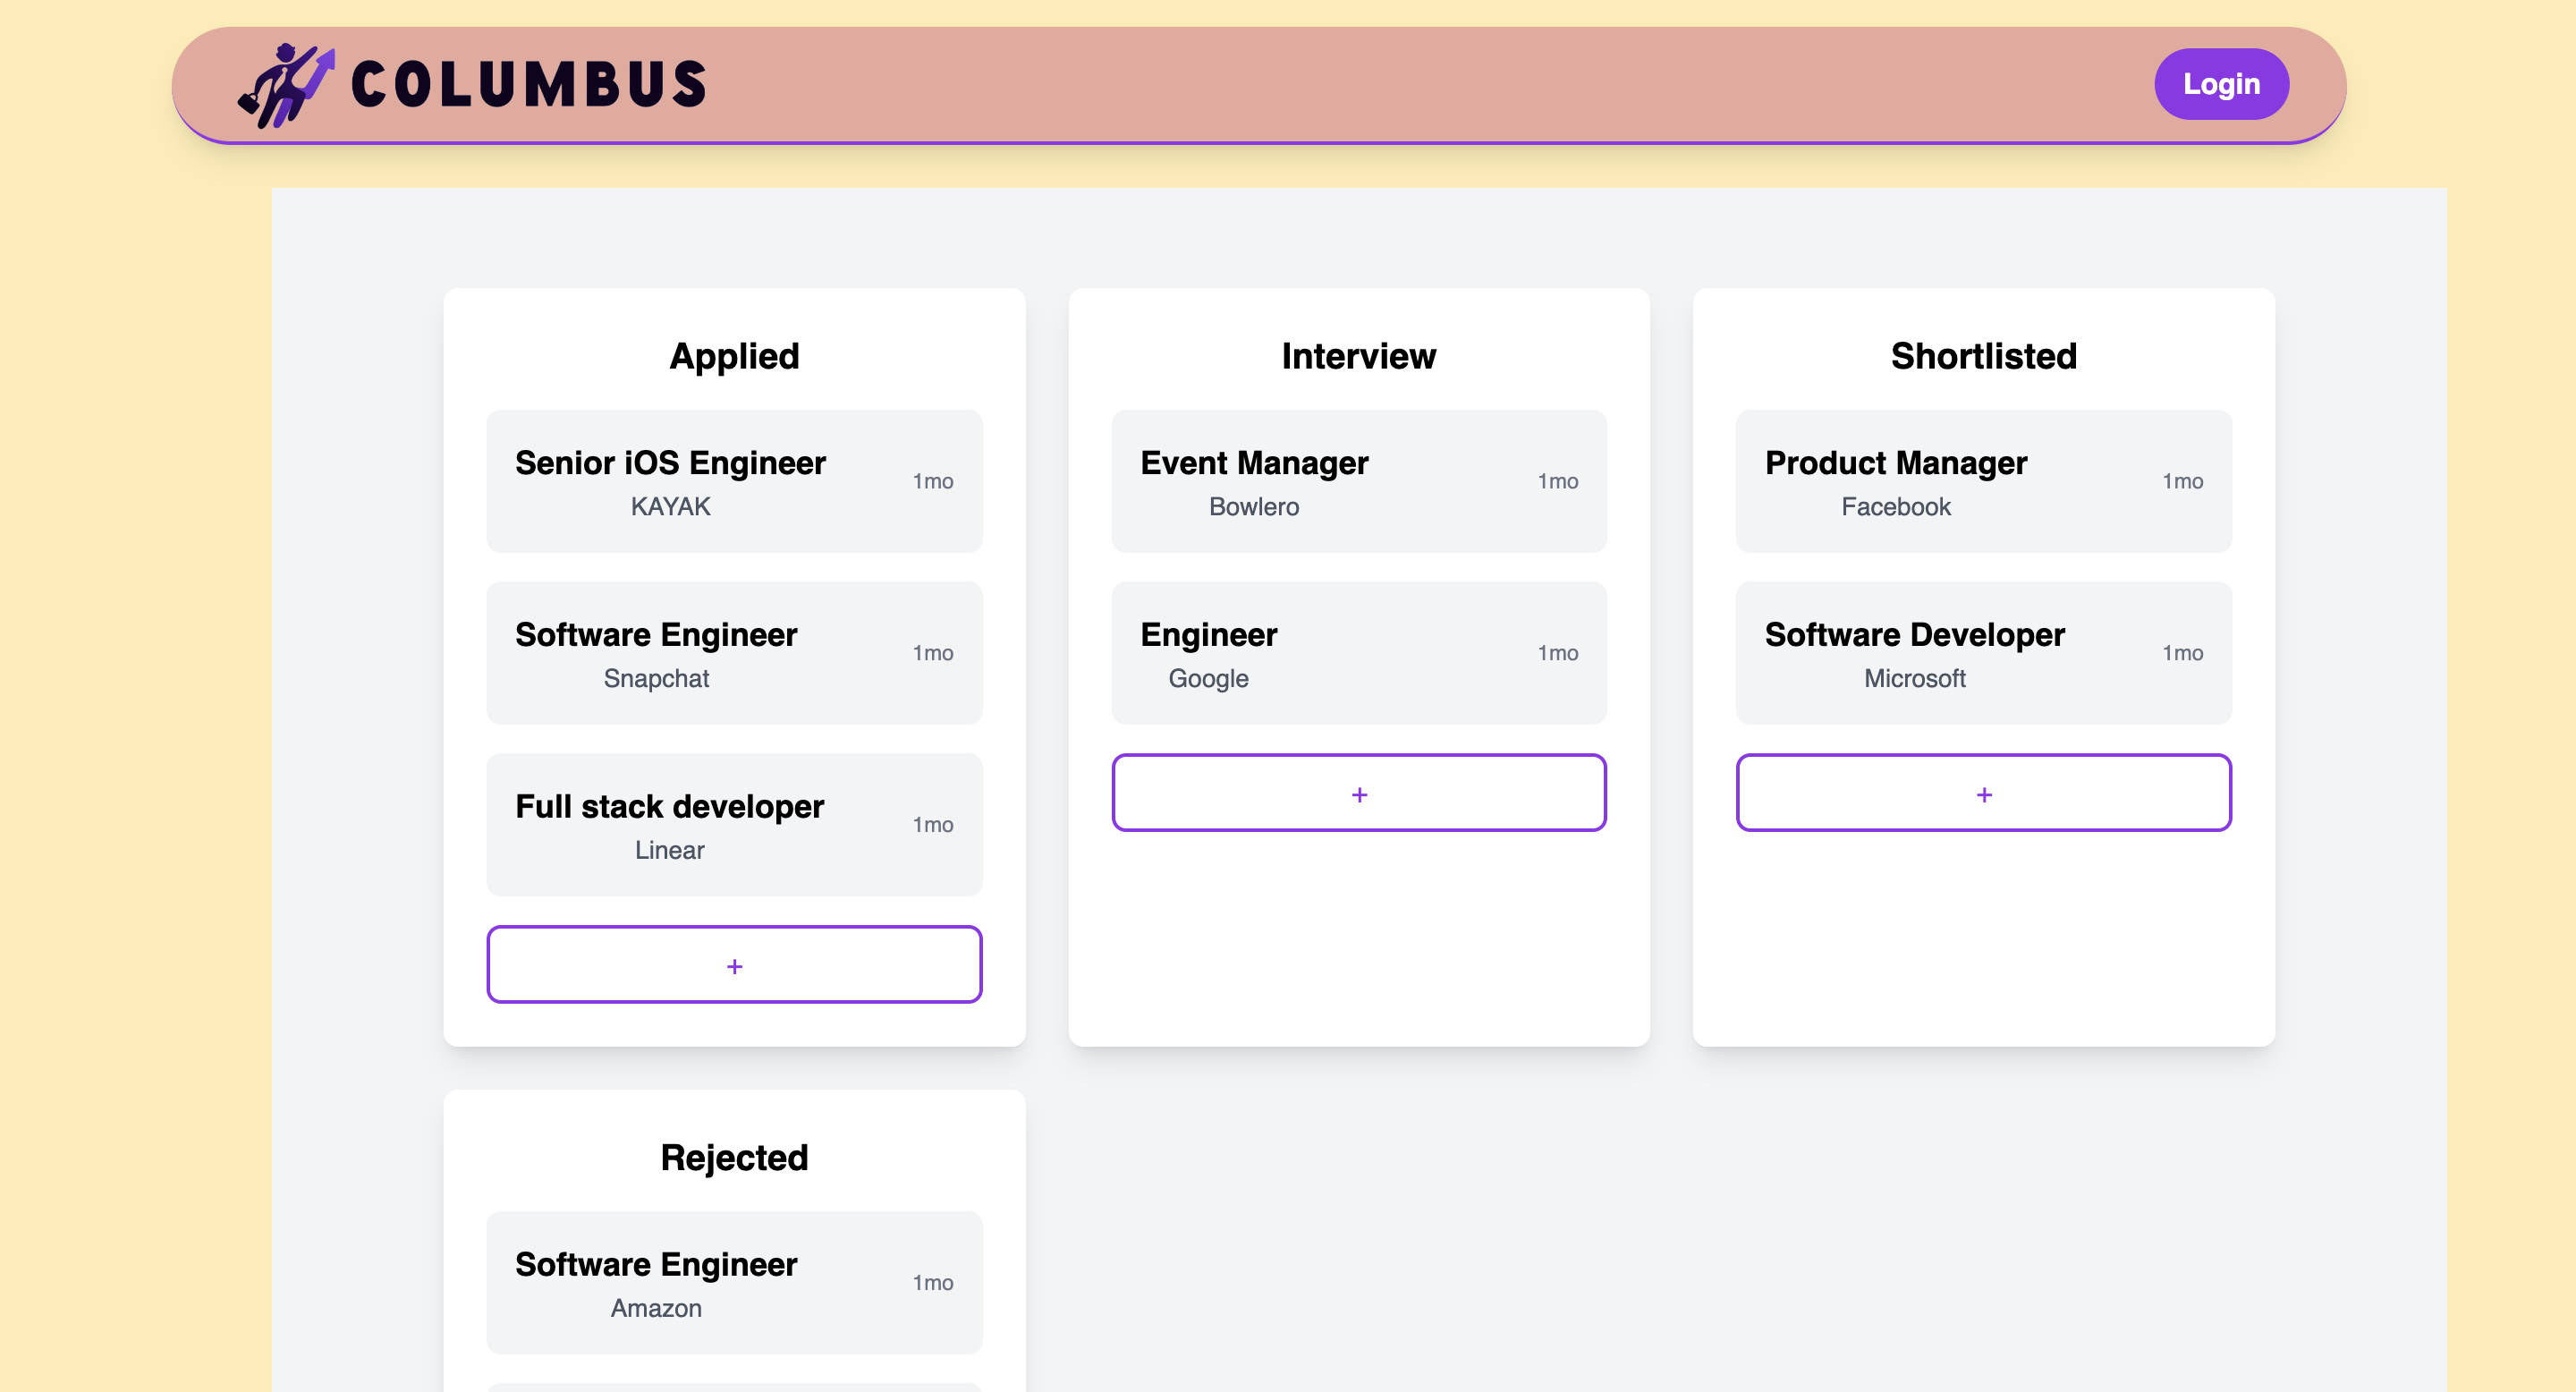 COLUMBUS
Login
Applied
Senior iOS Engineer
KAYAK
1mo
Software Engineer
Snapchat
1mo
Full stack developer
Linear
1mo
+
Interview
Event Manager
Bowlero
1mo
Engineer
Google
1mo
+
Shortlisted
Product Manager
Facebook
1mo
Software Developer
Microsoft
1mo
+
Rejected
Software Engineer
Amazon
1mo